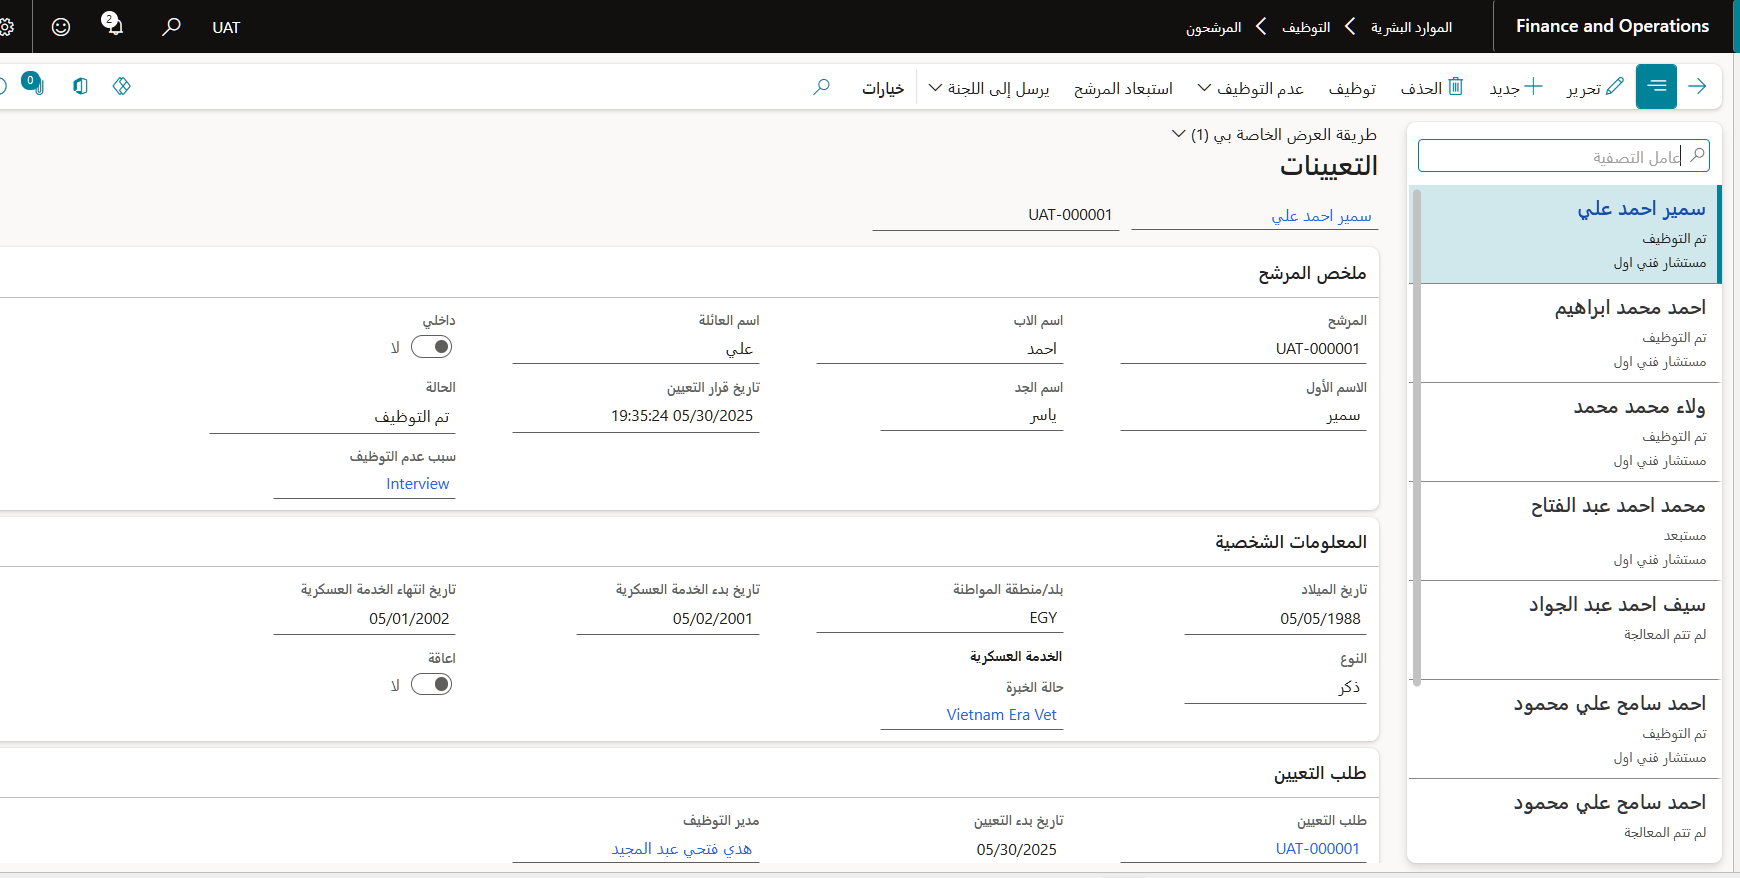 Finance and Operations
الموارد البشرية
التوظيف
المرشحون
UAT
2
تحرير
جديد
الحذف
توظيف
عدم التوظيف
استبعاد المرشح
يرسل إلى اللجنة
خيارات
0
عامل التصفية
سمير احمد علي
تم التوظيف
مستشار فني اول
احمد محمد ابراهيم
تم التوظيف
مستشار فني اول
ولاء محمد محمد
تم التوظيف
مستشار فني اول
محمد احمد عبد الفتاح
مستبعد
مستشار فني اول
سيف احمد عبد الجواد
لم تتم المعالجة
احمد سامح علي محمود
تم التوظيف
مستشار فني اول
احمد سامح علي محمود
لم تتم المعالجة
طريقة العرض الخاصة بي (1)
التعيينات
سمير احمد علي
UAT-000001
ملخص المرشح
المرشح
اسم الاب
اسم العائلة
داخلي
UAT-000001
احمد
علي
لا
الاسم الأول
اسم الجد
تاريخ قرار التعيين
الحالة
سمير
ياسر
05/30/2025 19:35:24
تم التوظيف
سبب عدم التوظيف
Interview
المعلومات الشخصية
تاريخ الميلاد
بلد/منطقة المواطنة
تاريخ بدء الخدمة العسكرية
تاريخ انتهاء الخدمة العسكرية
05/05/1988
EGY
05/02/2001
05/01/2002
النوع
الخدمة العسكرية
اعاقة
ذكر
حالة الخبرة
لا
Vietnam Era Vet
طلب التعيين
طلب التعيين
تاريخ بدء التعيين
مدير التوظيف
UAT-000001
05/30/2025
هدي فتحي عبد المجيد